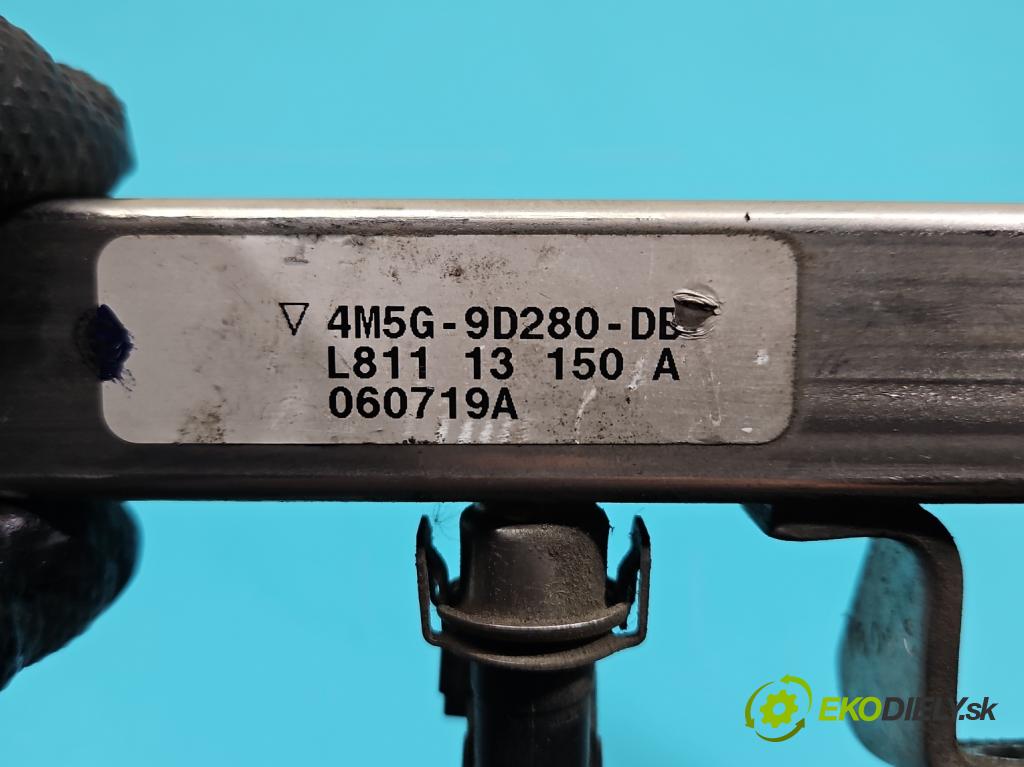 4M5G-9D280-DB
L811 13 150 A
060719A
EKODIELY.sk